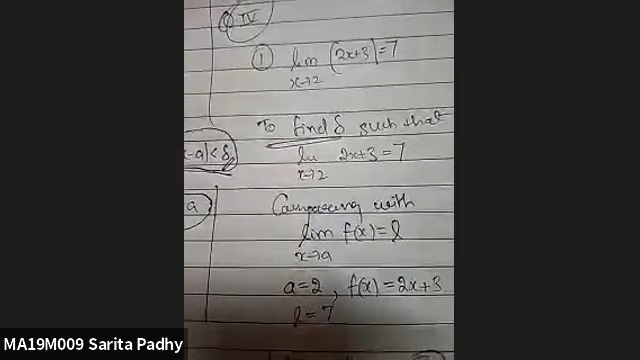 Q IV
① lim (2x+3) = 7
x→2
To find δ such that
x-a|<δ, lim 2x+3 = 7
x→2
a
Comparing with
lim f(x) = l
x→a
a=2, f(x) = 2x+3
l = 7
MA19M009 Sarita Padhy